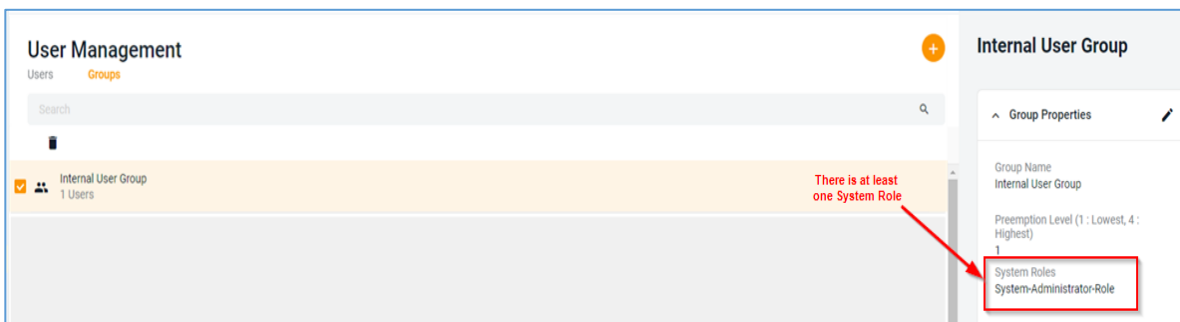 User Management
Users Groups
Search
Internal User Group
1 Users
There is at least
one System Role
Internal User Group
Group Properties
Group Name
Internal User Group
Preemption Level (1 : Lowest, 4 :
Highest)
1
System Roles
System-Administrator-Role